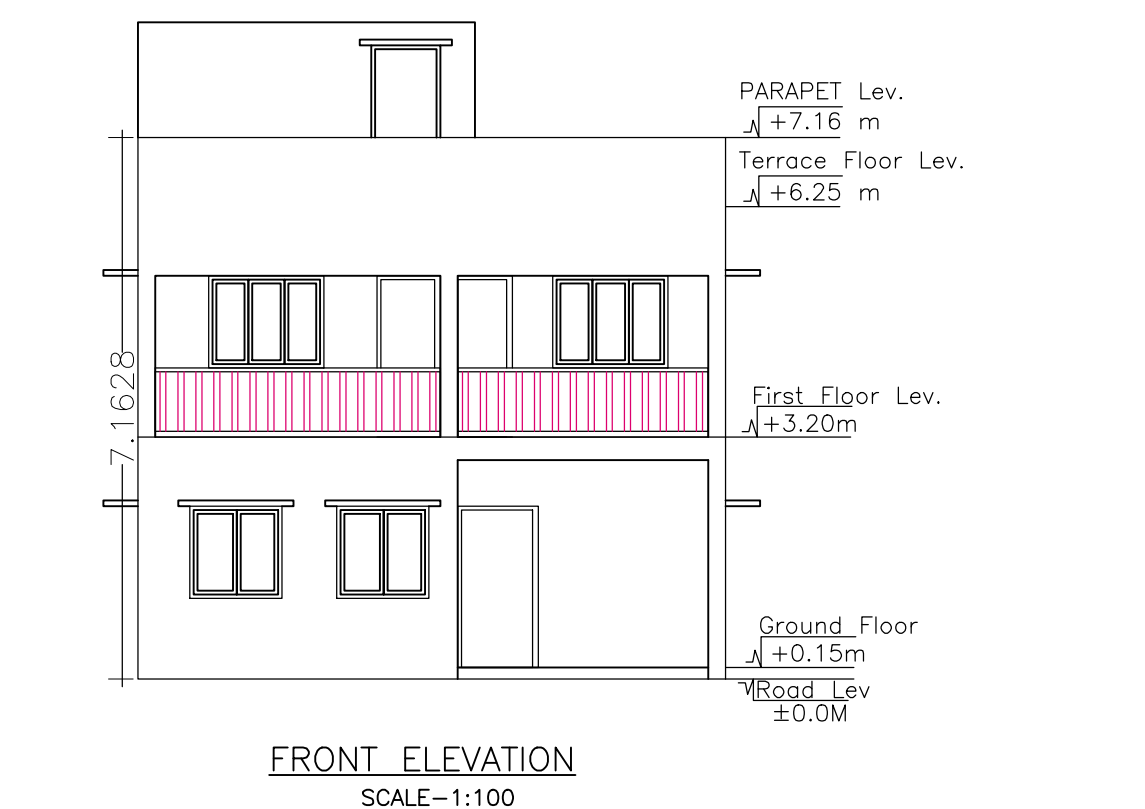 PARAPET Lev.
+7.16 m
Terrace Floor Lev.
+6.25 m
7.1628
First Floor Lev.
+3.20m
Ground Floor
+0.15m
Road Lev
±0.0M
FRONT ELEVATION
SCALE-1:100